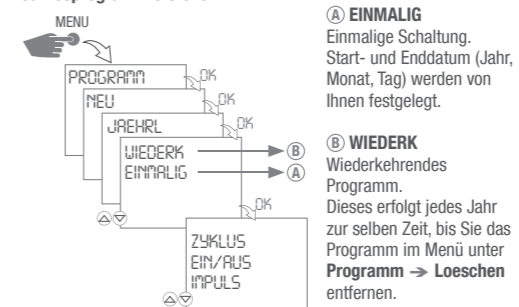 MENU
PROGRAMM
OK
NEU
OK
JAEHRL
OK
WIEDERK
B
EINMALIG
A
OK
ZYKLUS
EIN/AUS
IMPULS
A EINMALIG
Einmalige Schaltung.
Start- und Enddatum (Jahr,
Monat, Tag) werden von
Ihnen festgelegt.
B WIEDERK
Wiederkehrendes
Programm.
Dieses erfolgt jedes Jahr
zur selben Zeit, bis Sie das
Programm im Menü unter
Programm → Loeschen
entfernen.